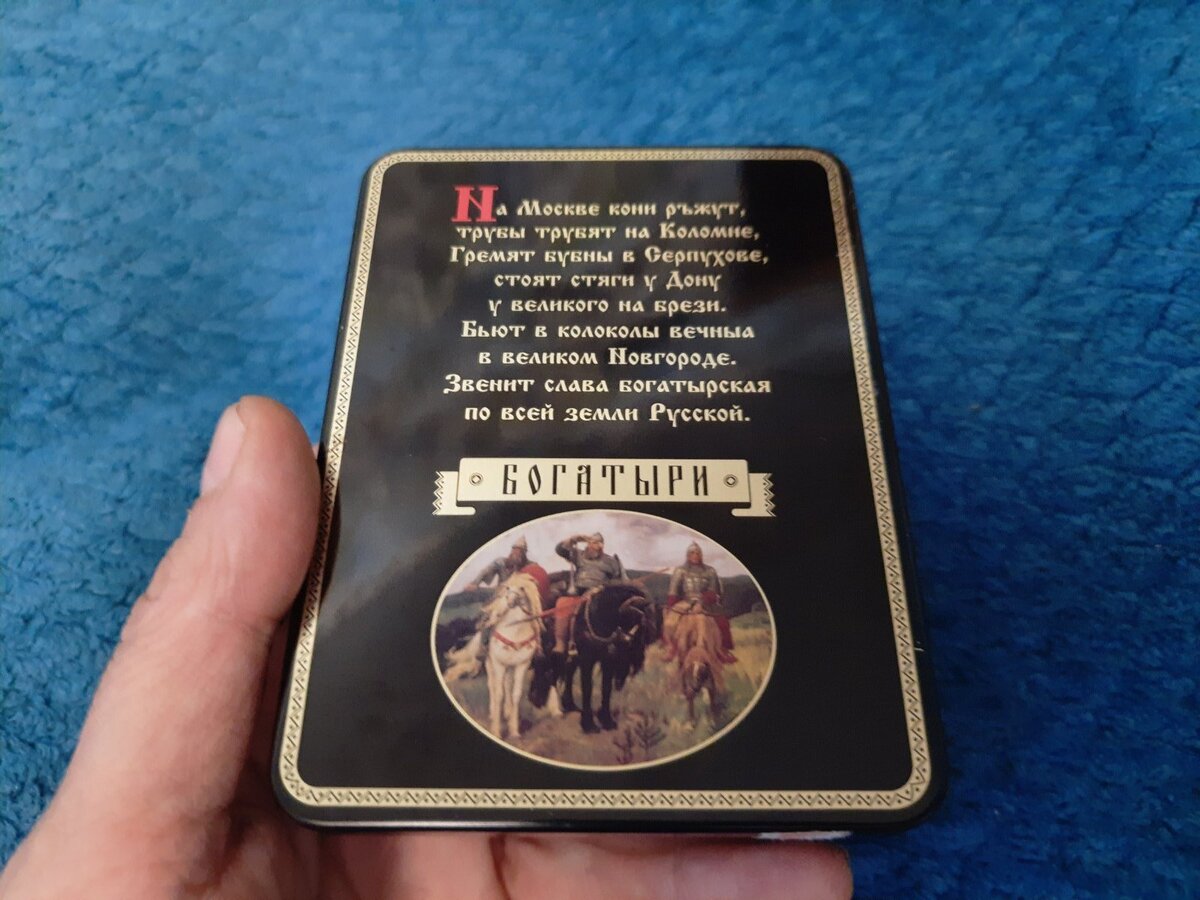 На Москве кони ръжут,
трубы трубят на Коломне,
Гремят бубны в Серпухове,
стоят стяги у Дону
у великого на брези.
Бьют в колоколы вечныа
в великом Новгороде.
Звенит слава богатырская
по всей земли Русской.
БОГАТЫРИ